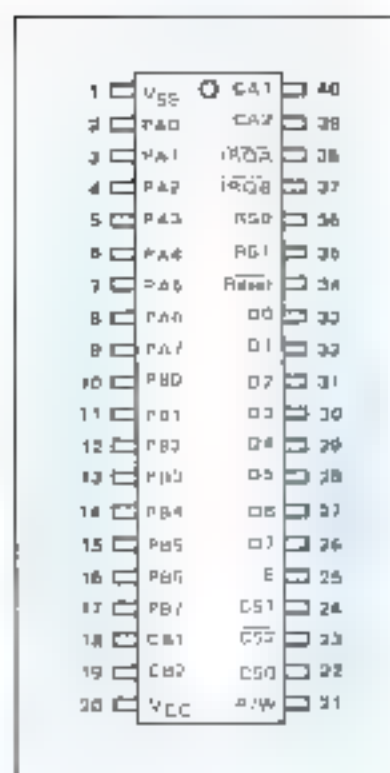 1 VSS CA1 40
2 PA0 CA2 39
3 PA1 IRQA 38
4 PA2 IRQB 37
5 PA3 RS0 36
6 PA4 RS1 35
7 PA5 Reset 34
8 PA6 D0 33
9 PA7 D1 32
10 PB0 D2 31
11 PB1 D3 30
12 PB2 D4 29
13 PB3 D5 28
14 PB4 D6 27
15 PB5 D7 26
16 PB6 E 25
17 PB7 CS1 24
18 CB1 CS2 23
19 CB2 CS0 22
20 VCC R/W 21